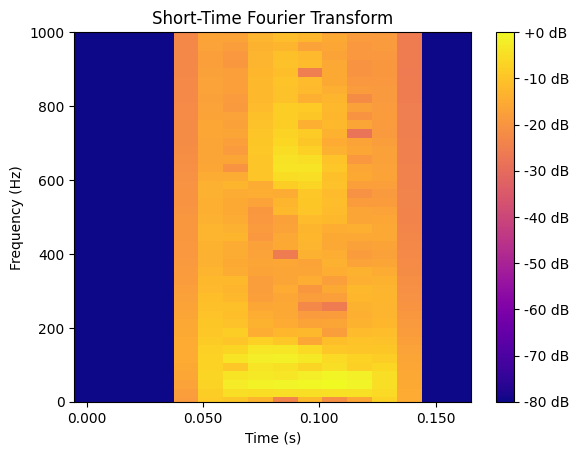 Short-Time Fourier Transform
1000
800
600
400
200
0
Frequency (Hz)
0.000
0.050
0.100
0.150
Time (s)
+0 dB
-10 dB
-20 dB
-30 dB
-40 dB
-50 dB
-60 dB
-70 dB
-80 dB